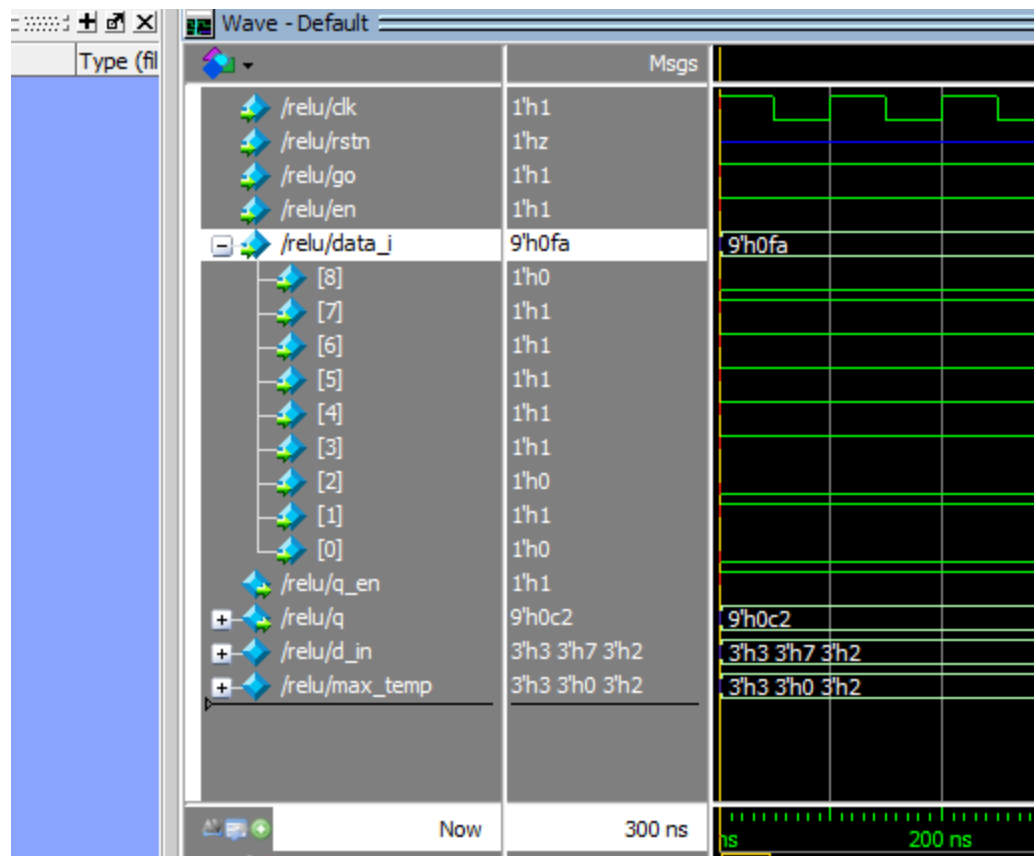 Wave - Default
Type (fil
Msgs
/relu/clk 1'h1
/relu/rstn 1'hz
/relu/go 1'h1
/relu/en 1'h1
/relu/data_i 9'h0fa 9'h0fa
[8] 1'h0
[7] 1'h1
[6] 1'h1
[5] 1'h1
[4] 1'h1
[3] 1'h1
[2] 1'h0
[1] 1'h1
[0] 1'h0
/relu/q_en 1'h1
/relu/q 9'h0c2 9'h0c2
/relu/d_in 3'h3 3'h7 3'h2 3'h3 3'h7 3'h2
/relu/max_temp 3'h3 3'h0 3'h2 3'h3 3'h0 3'h2
Now 300 ns
ns 200 ns